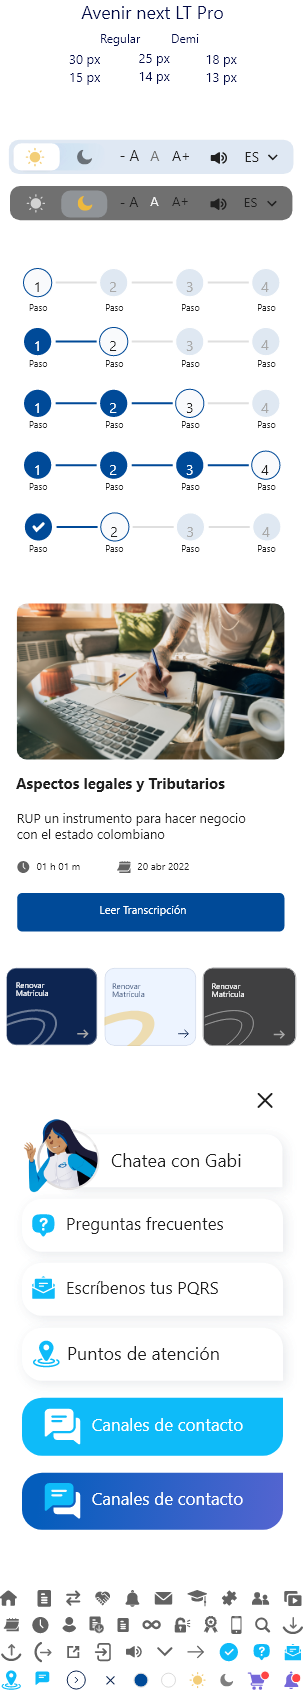 Avenir next LT Pro
Regular Demi
30 px 25 px 18 px
15 px 14 px 13 px
- A A A+ ES
- A A A+ ES
1 2 3 4
Paso Paso Paso Paso
1 2 3 4
Paso Paso Paso Paso
1 2 3 4
Paso Paso Paso Paso
1 2 3 4
Paso Paso Paso Paso
2 3 4
Paso Paso Paso Paso
Aspectos legales y Tributarios
RUP un instrumento para hacer negocio
con el estado colombiano
01 h 01 m 20 abr 2022
Leer Transcripción
Renovar
Matrícula
Renovar
Matrícula
Renovar
Matrícula
Chatea con Gabi
Preguntas frecuentes
Escríbenos tus PQRS
Puntos de atención
Canales de contacto
Canales de contacto